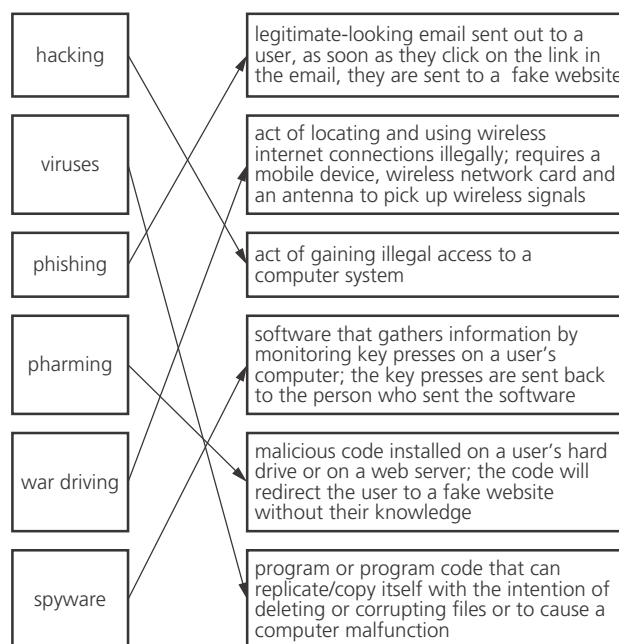 hacking
legitimate-looking email sent out to a
user, as soon as they click on the link in
the email, they are sent to a fake website
viruses
act of locating and using wireless
internet connections illegally; requires a
mobile device, wireless network card and
an antenna to pick up wireless signals
phishing
act of gaining illegal access to a
computer system
pharming
software that gathers information by
monitoring key presses on a user's
computer; the key presses are sent back
to the person who sent the software
war driving
malicious code installed on a user's hard
drive or on a web server; the code will
redirect the user to a fake website
without their knowledge
spyware
program or program code that can
replicate/copy itself with the intention of
deleting or corrupting files or to cause a
computer malfunction